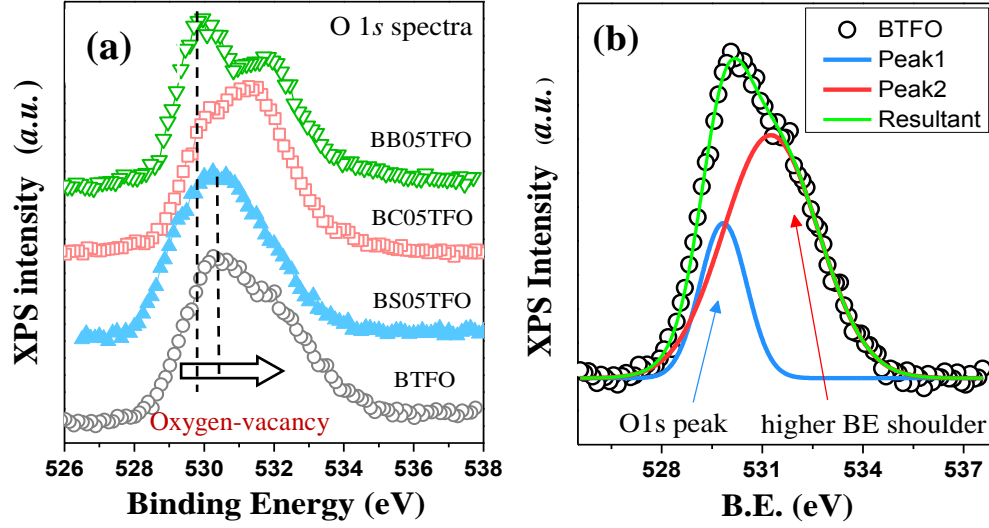 (a)
O 1s spectra
BB05TFO
BC05TFO
BS05TFO
BTFO
Oxygen-vacancy
XPS intensity (a.u.)
526 528 530 532 534 536 538
Binding Energy (eV)
(b)
BTFO
Peak1
Peak2
Resultant
O1s peak
higher BE shoulder
XPS Intensity (a.u.)
528 531 534 537
B.E. (eV)